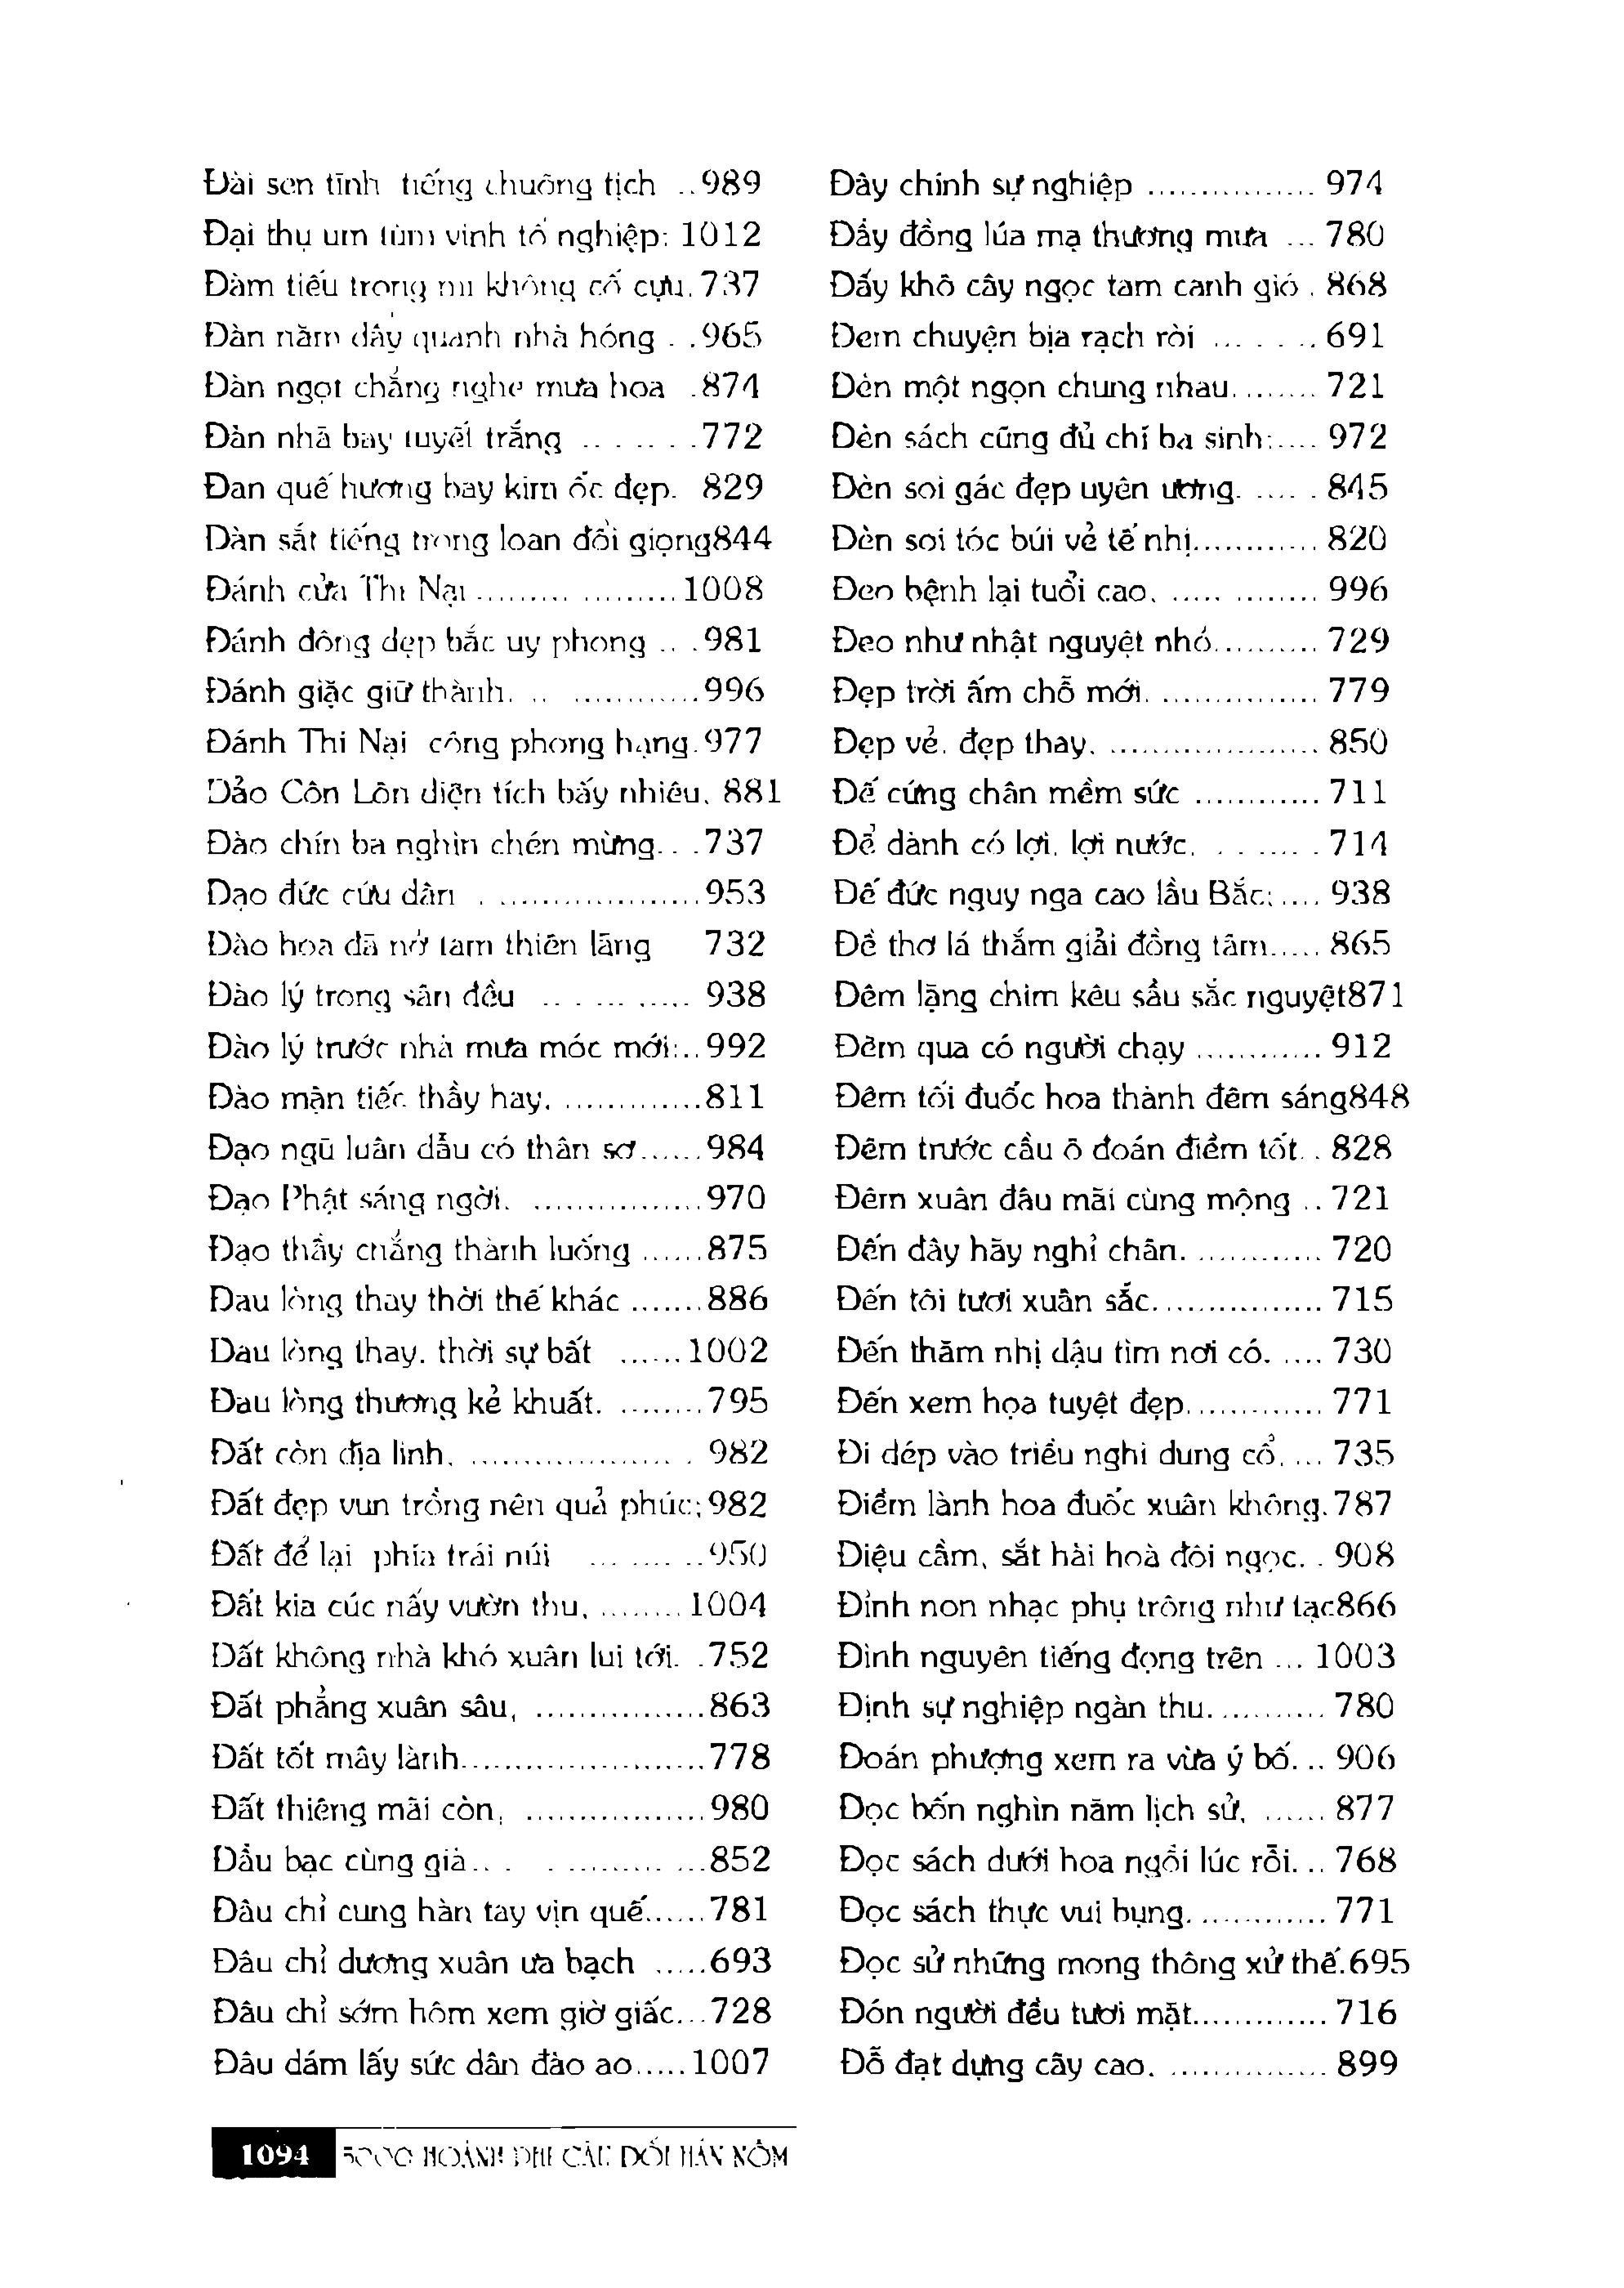 Đài sen tĩnh tiếng chuông tịch ..989
Đại thụ um tùm vinh tổ nghiệp; 1012
Đàm tiếu trong mi không cố cựu.737
Đàn năm dây quanh nhà hóng . .965
Đàn ngọt chẳng nghe mưa hoa .874
Đàn nhã bay tuyết trắng .. . .. . .772
Đan quế hương bay kim ốc đẹp. 829
Đàn sắt tiếng trong loan đổi giọng844
Đánh cửa Thị Nại ......... .........1008
Đánh đông dẹp bắc uy phong .. .981
Đánh giặc giữ thành. .. .............996
Đánh Thi Nại công phong hạng.977
Đảo Côn Lôn diện tích bấy nhiêu, 881
Đào chín ba nghìn chén mừng.. .737
Đạo đức cứu dân . ...................953
Đào hoa đã nở tam thiên lãng 732
Đào lý trong sân đều .. . ... ..... 938
Đào lý trước nhà mưa móc mới:..992
Đào mận tiếc thầy hay. .............811
Đạo ngũ luân dẫu có thân sơ......984
Đạo Phật sáng ngời. ................970
Đạo thầy chẳng thành luống ......875
Đau lòng thay thời thế khác .......886
Đau lòng thay. thời sự bất ......1002
Đau lòng thương kẻ khuất. ........795
Đất còn địa linh. .................... . 982
Đất đẹp vun trồng nên quả phúc;982
Đất để lại phía trái núi ... .... ..950
Đất kia cúc nẩy vườn thu, ........1004
Đất không nhà khó xuân lui tới. .752
Đất phẳng xuân sâu, ................863
Đất tốt mây lành.......................778
Đất thiêng mãi còn, .................980
Đầu bạc cùng già.. . . .......... ...852
Đâu chỉ cung hàn tay vịn quế......781
Đâu chỉ dương xuân ưa bạch .....693
Đâu chỉ sớm hôm xem giờ giấc...728
Đâu dám lấy sức dân đào ao.....1007
Đây chính sự nghiệp ................ 974
Đầy đồng lúa mạ thương mưa ... 780
Đẩy khô cây ngọc tam canh gió . 868
Đem chuyện bịa rạch ròi ... . . .. 691
Đèn một ngọn chung nhau......... 721
Đèn sách cũng đủ chí ba sinh:.... 972
Đèn soi gác đẹp uyên ương. ..... . 845
Đèn soi tóc búi vẻ tế nhị............ 820
Đeo bệnh lại tuổi cao. ..... ........ 996
Đeo như nhật nguyệt nhỏ.......... 729
Đẹp trời ấm chỗ mới. ............... 779
Đẹp vẻ. đẹp thay. .................... 850
Đế cứng chân mềm sức ............ 711
Để dành có lợi. lợi nước. . . . .... . 714
Đế đức nguy nga cao lầu Bắc:.... 938
Đề thơ lá thắm giải đồng tâm..... 865
Đêm lặng chim kêu sầu sắc nguyệt871
Đêm qua có người chạy ............ 912
Đêm tối đuốc hoa thành đêm sáng848
Đêm trước cầu ô đoán điềm tốt. . 828
Đêm xuân đâu mãi cùng mộng .. 721
Đến đây hãy nghỉ chân. ............ 720
Đến tôi tươi xuân sắc................ 715
Đến thăm nhị dậu tìm nơi có. .... 730
Đến xem họa tuyệt đẹp............. 771
Đi dép vào triều nghi dung cổ. ... 735
Điềm lành hoa đuốc xuân không.787
Điệu cầm, sắt hài hoà đôi ngọc. . 908
Đỉnh non nhạc phụ trông như tạc866
Đình nguyên tiếng đọng trên ... 1003
Định sự nghiệp ngàn thu........... 780
Đoán phượng xem ra vừa ý bố... 906
Đọc bốn nghìn năm lịch sử, ...... 877
Đọc sách dưới hoa ngồi lúc rỗi... 768
Đọc sách thực vui bụng. ............ 771
Đọc sử những mong thông xử thế.695
Đón người đều tươi mặt............. 716
Đỗ đạt dựng cây cao. ............... 899
1094 5000 HOÀNH PHI CÂU ĐỐI HÁN NÔM